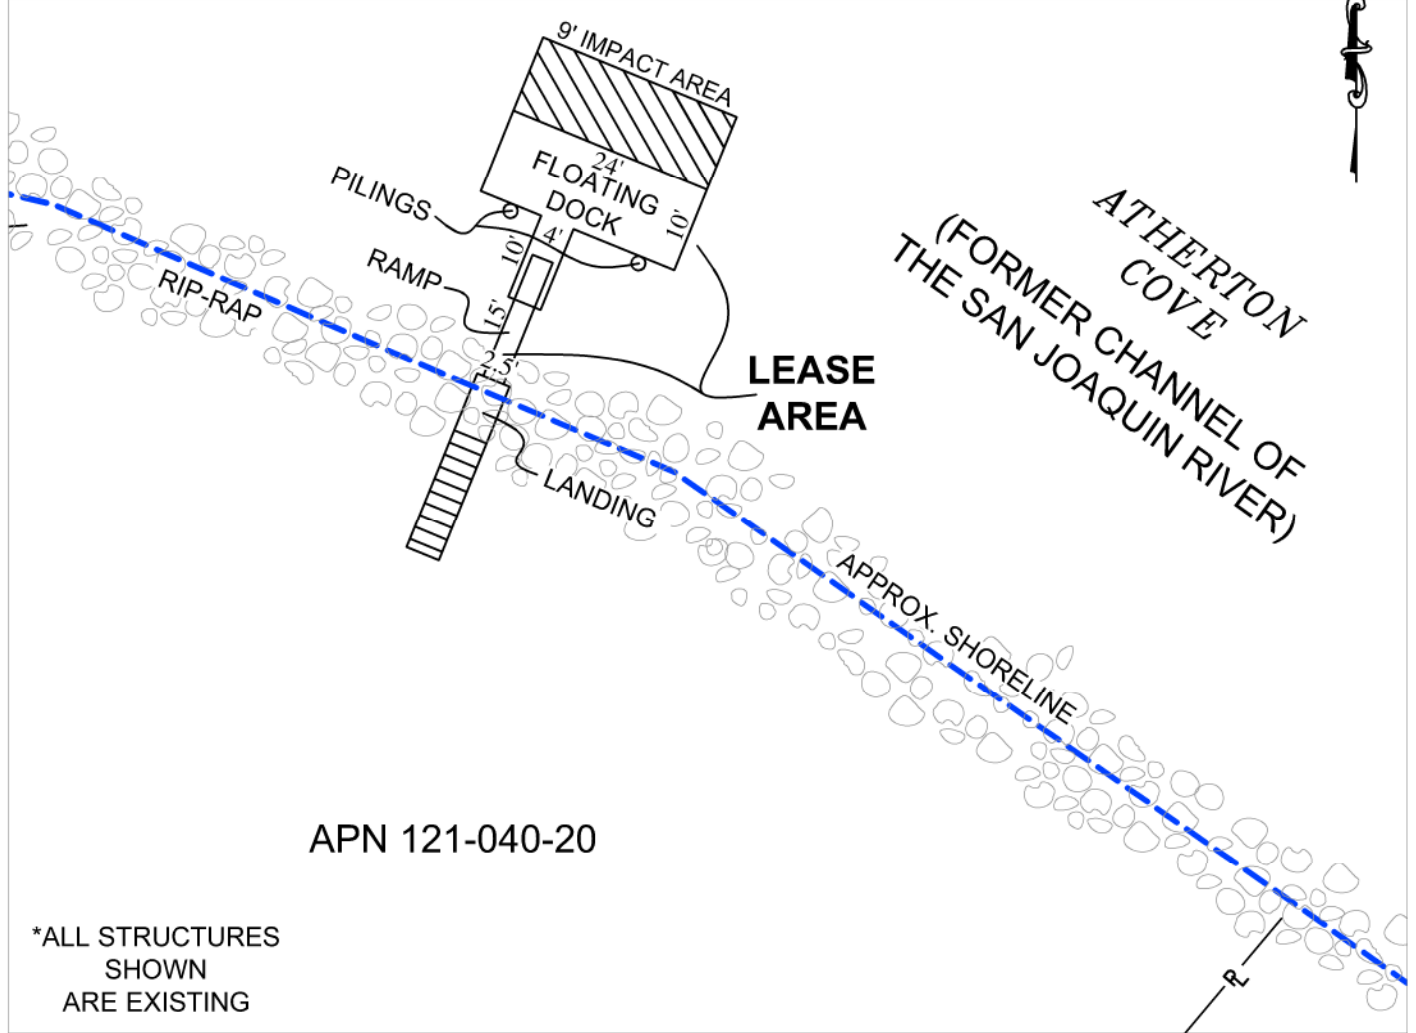 9' IMPACT AREA
24'
FLOATING
DOCK
10'
PILINGS
4'
10'
RAMP
15'
2.5'
RIP-RAP
LEASE
AREA
LANDING
ATHERTON
COVE
(FORMER CHANNEL OF
THE SAN JOAQUIN RIVER)
APPROX. SHORELINE
APN 121-040-20
*ALL STRUCTURES
SHOWN
ARE EXISTING
PL